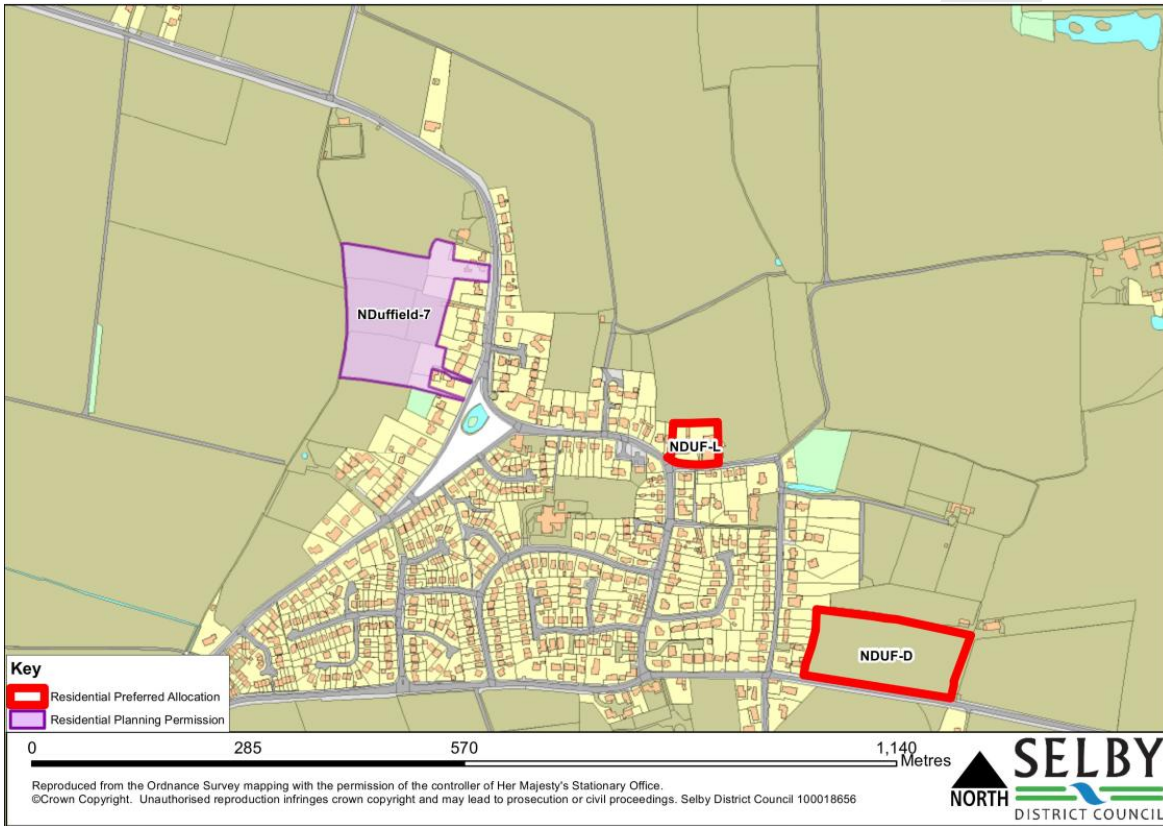 NDuffield-7
NDUF-L
NDUF-D
Key
Residential Preferred Allocation
Residential Planning Permission
0 285 570 1,140
Metres
Reproduced from the Ordnance Survey mapping with the permission of the controller of Her Majesty's Stationary Office.
©Crown Copyright. Unauthorised reproduction infringes crown copyright and may lead to prosecution or civil proceedings. Selby District Council 100018656
NORTH
SELBY
DISTRICT COUNCIL